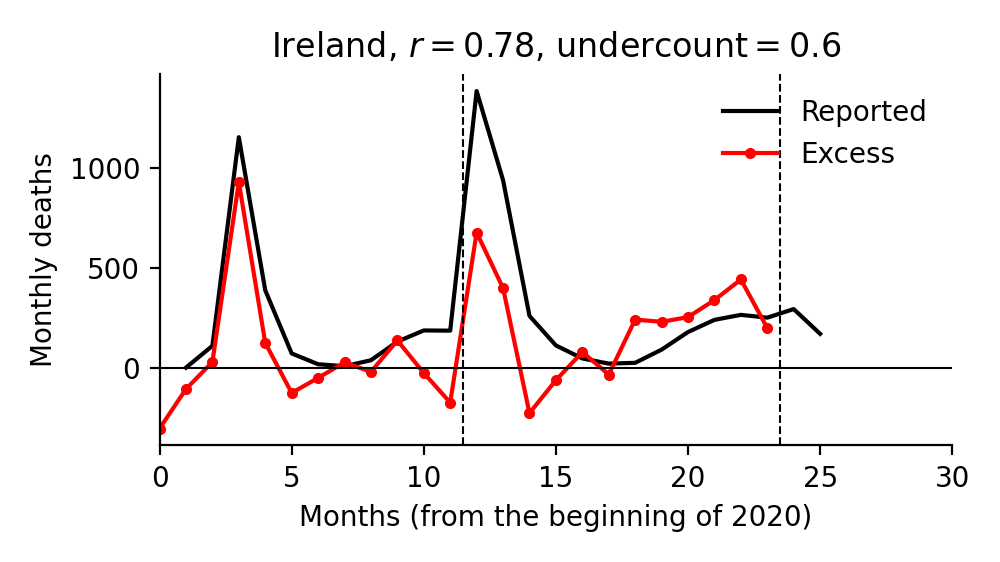 Ireland, r = 0.78, undercount = 0.6
Reported
Excess
Monthly deaths
1000
500
0
0 5 10 15 20 25 30
Months (from the beginning of 2020)